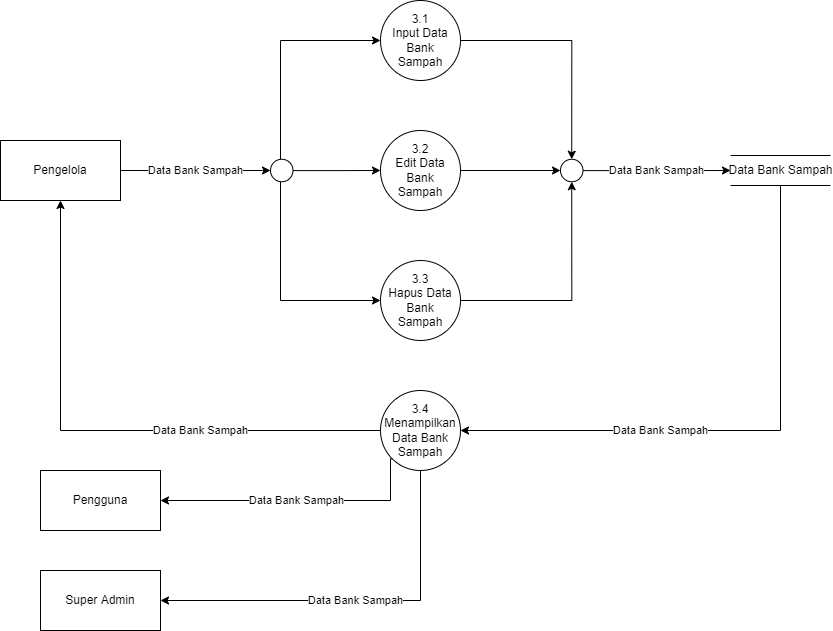 3.1
Input Data
Bank
Sampah
3.2
Edit Data
Bank
Sampah
Pengelola
Data Bank Sampah
Data Bank Sampah
Data Bank Sampah
3.3
Hapus Data
Bank
Sampah
3.4
Menampilkan
Data Bank
Sampah
Data Bank Sampah
Data Bank Sampah
Pengguna
Data Bank Sampah
Super Admin
Data Bank Sampah